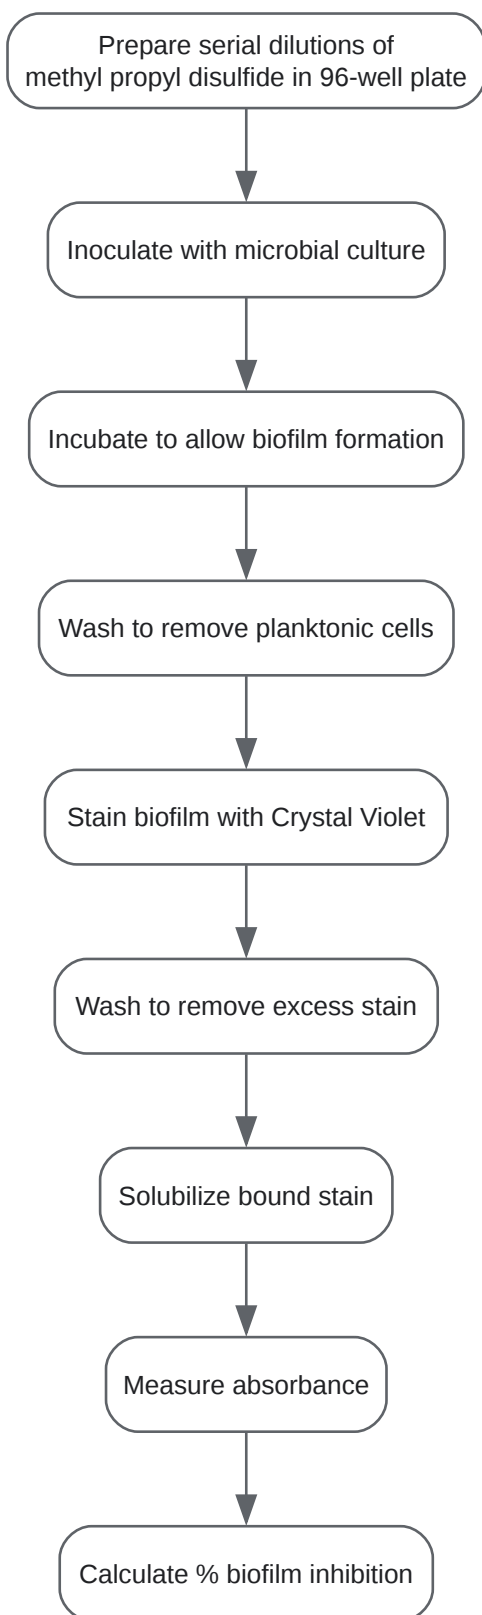 Prepare serial dilutions of
methyl propyl disulfide in 96-well plate
Inoculate with microbial culture
Incubate to allow biofilm formation
Wash to remove planktonic cells
Stain biofilm with Crystal Violet
Wash to remove excess stain
Solubilize bound stain
Measure absorbance
Calculate % biofilm inhibition